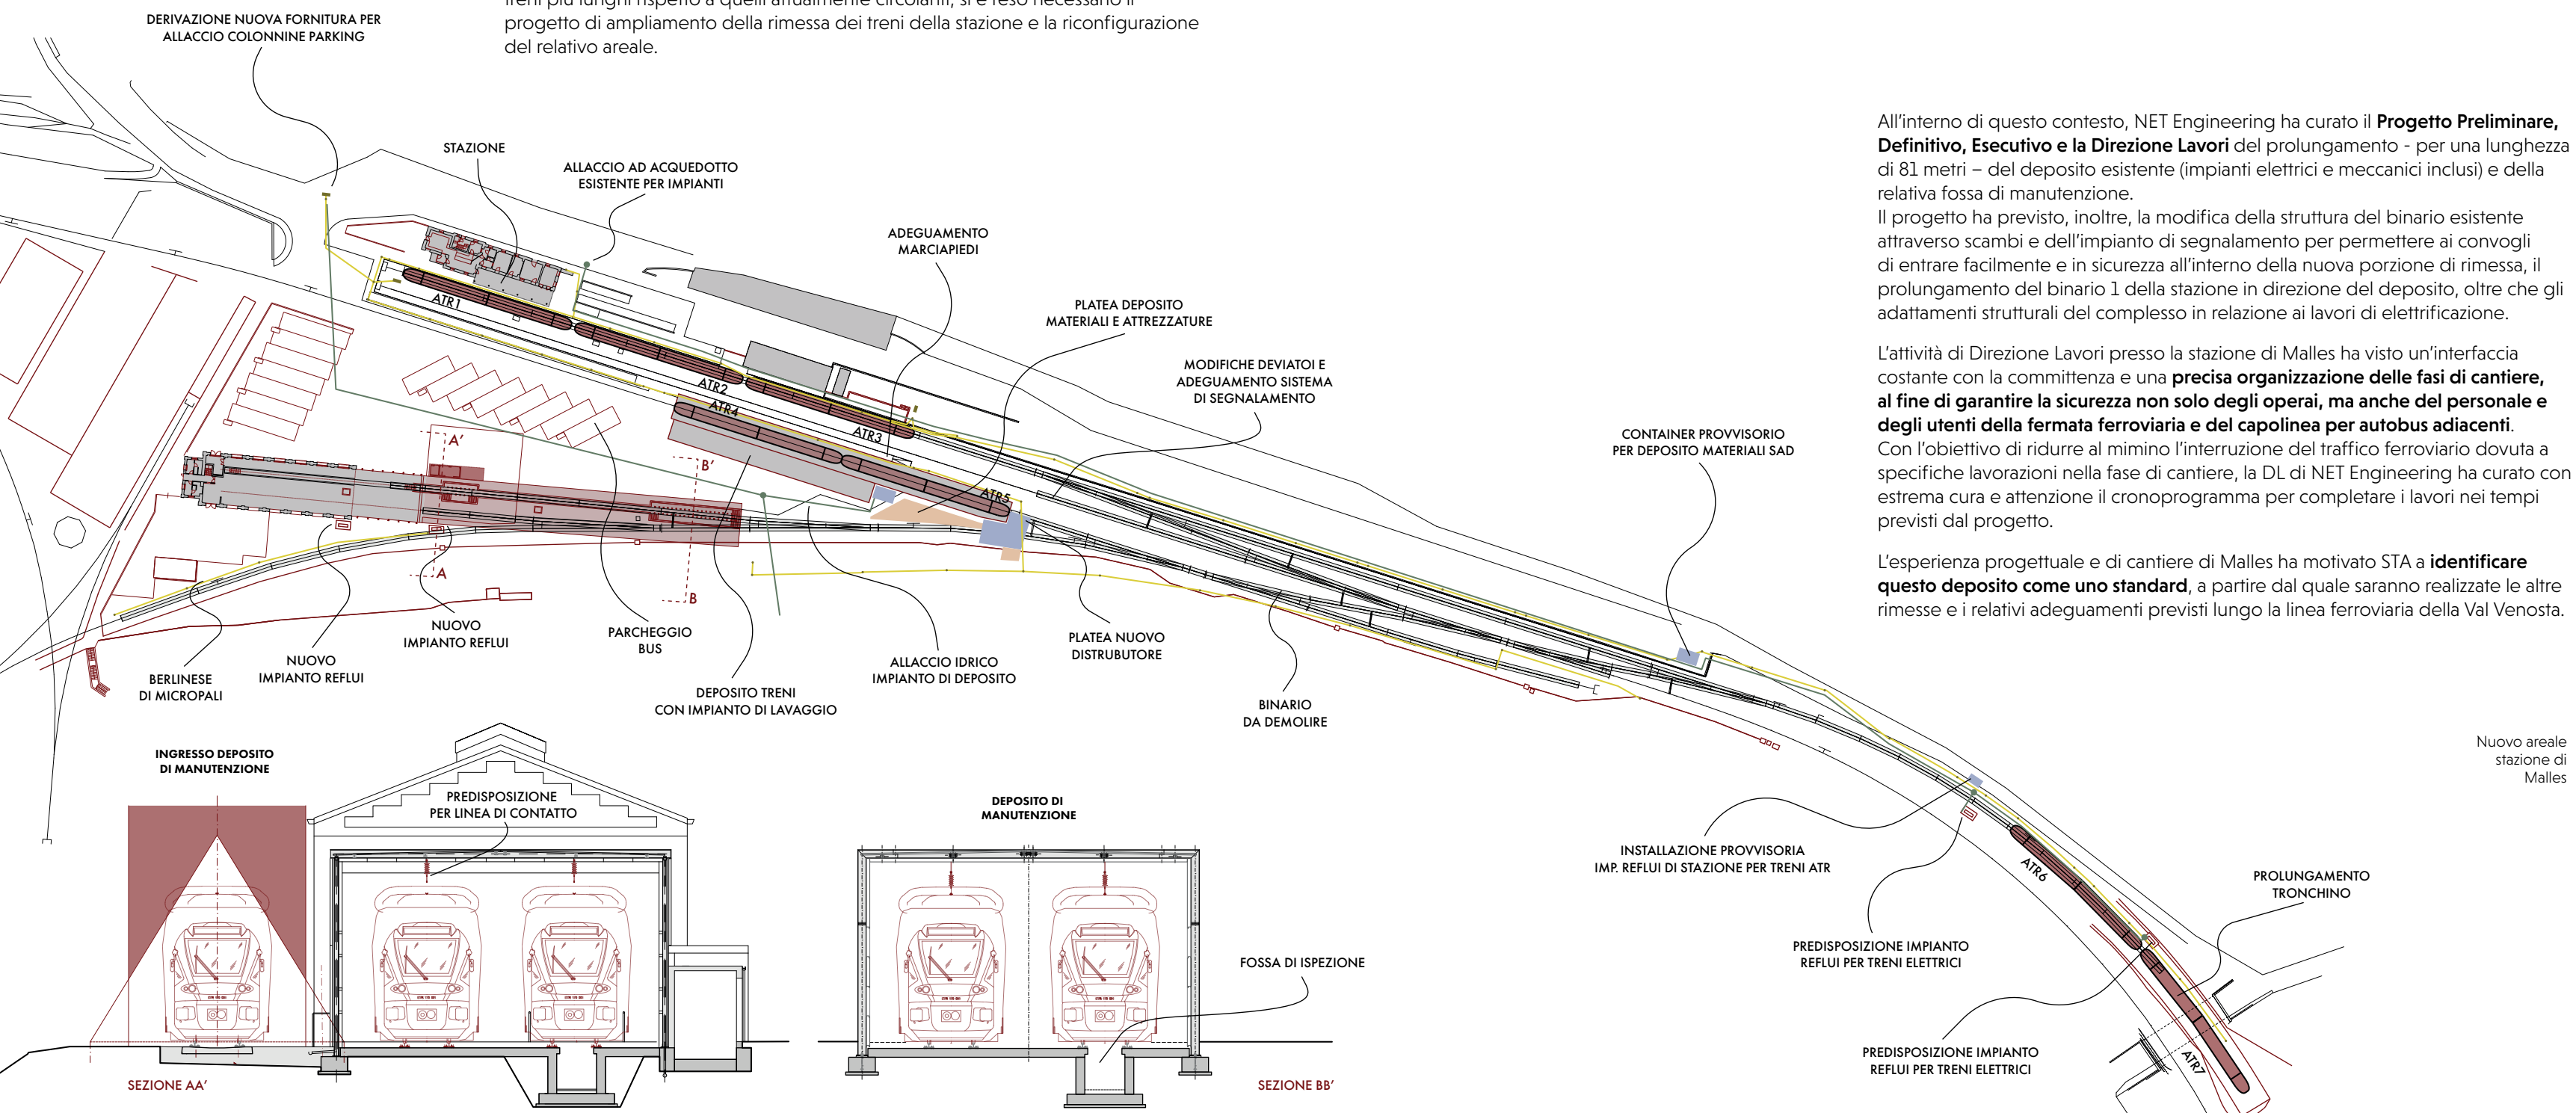 treni più lunghi rispetto a quelli attualmente circolanti, si è reso necessario il
progetto di ampliamento della rimessa dei treni della stazione e la riconfigurazione
del relativo areale.
DERIVAZIONE NUOVA FORNITURA PER
ALLACCIO COLONNINE PARKING
STAZIONE
ALLACCIO AD ACQUEDOTTO
ESISTENTE PER IMPIANTI
ADEGUAMENTO
MARCIAPIEDI
PLATEA DEPOSITO
MATERIALI E ATTREZZATURE
MODIFICHE DEVIATOI E
ADEGUAMENTO SISTEMA
DI SEGNALAMENTO
CONTAINER PROVVISORIO
PER DEPOSITO MATERIALI SAD
ATR1
ATR2
ATR4
ATR3
ATR5
A'
B'
A
B
BERLINESE
DI MICROPALI
NUOVO
IMPIANTO REFLUI
NUOVO
IMPIANTO REFLUI
PARCHEGGIO
BUS
DEPOSITO TRENI
CON IMPIANTO DI LAVAGGIO
ALLACCIO IDRICO
IMPIANTO DI DEPOSITO
PLATEA NUOVO
DISTRUBUTORE
BINARIO
DA DEMOLIRE
INSTALLAZIONE PROVVISORIA
IMP. REFLUI DI STAZIONE PER TRENI ATR
PREDISPOSIZIONE IMPIANTO
REFLUI PER TRENI ELETTRICI
PREDISPOSIZIONE IMPIANTO
REFLUI PER TRENI ELETTRICI
ATR6
PROLUNGAMENTO
TRONCHINO
ATR7
INGRESSO DEPOSITO
DI MANUTENZIONE
PREDISPOSIZIONE
PER LINEA DI CONTATTO
SEZIONE AA'
DEPOSITO DI
MANUTENZIONE
FOSSA DI ISPEZIONE
SEZIONE BB'
All'interno di questo contesto, NET Engineering ha curato il Progetto Preliminare,
Definitivo, Esecutivo e la Direzione Lavori del prolungamento - per una lunghezza
di 81 metri – del deposito esistente (impianti elettrici e meccanici inclusi) e della
relativa fossa di manutenzione.
Il progetto ha previsto, inoltre, la modifica della struttura del binario esistente
attraverso scambi e dell'impianto di segnalamento per permettere ai convogli
di entrare facilmente e in sicurezza all'interno della nuova porzione di rimessa, il
prolungamento del binario 1 della stazione in direzione del deposito, oltre che gli
adattamenti strutturali del complesso in relazione ai lavori di elettrificazione.
L'attività di Direzione Lavori presso la stazione di Malles ha visto un'interfaccia
costante con la committenza e una precisa organizzazione delle fasi di cantiere,
al fine di garantire la sicurezza non solo degli operai, ma anche del personale e
degli utenti della fermata ferroviaria e del capolinea per autobus adiacenti.
Con l'obiettivo di ridurre al mimino l'interruzione del traffico ferroviario dovuta a
specifiche lavorazioni nella fase di cantiere, la DL di NET Engineering ha curato con
estrema cura e attenzione il cronoprogramma per completare i lavori nei tempi
previsti dal progetto.
L'esperienza progettuale e di cantiere di Malles ha motivato STA a identificare
questo deposito come uno standard, a partire dal quale saranno realizzate le altre
rimesse e i relativi adeguamenti previsti lungo la linea ferroviaria della Val Venosta.
Nuovo areale
stazione di
Malles